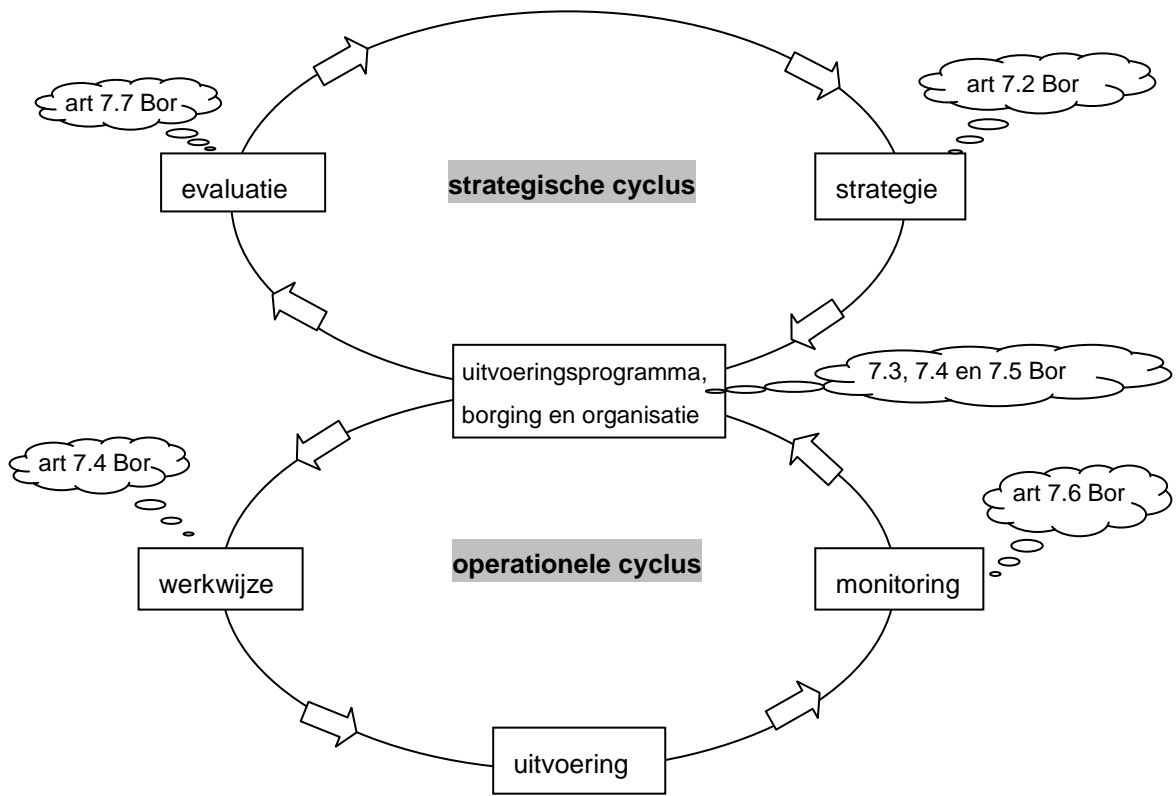 art 7.7 Bor
art 7.2 Bor
evaluatie
strategische cyclus
strategie
uitvoeringsprogramma,
borging en organisatie
7.3, 7.4 en 7.5 Bor
art 7.4 Bor
art 7.6 Bor
operationele cyclus
werkwijze
monitoring
uitvoering